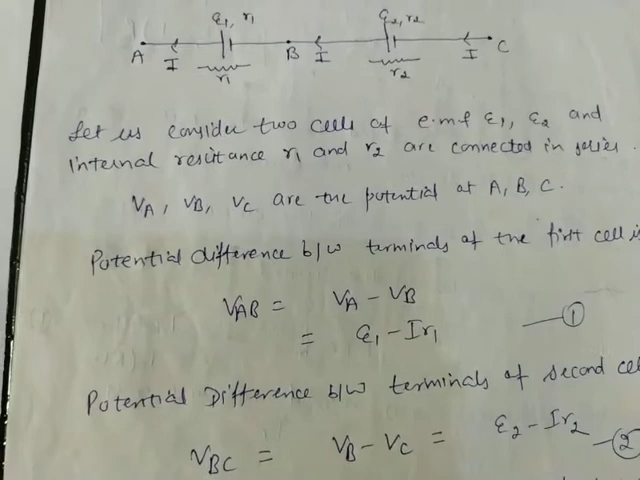 ε1, r1 ε2, r2
A I B I I C
r1 r2
Let us consider two cells of e.m.f ε1, ε2 and
internal resistance r1 and r2 are connected in series.
VA, VB, VC are the potential at A, B, C.
Potential difference b/w terminals of the first cell is
VAB = VA - VB
= ε1 - Ir1 ①
Potential Difference b/w terminals of second cel
VBC = VB - VC = ε2 - Ir2 ②